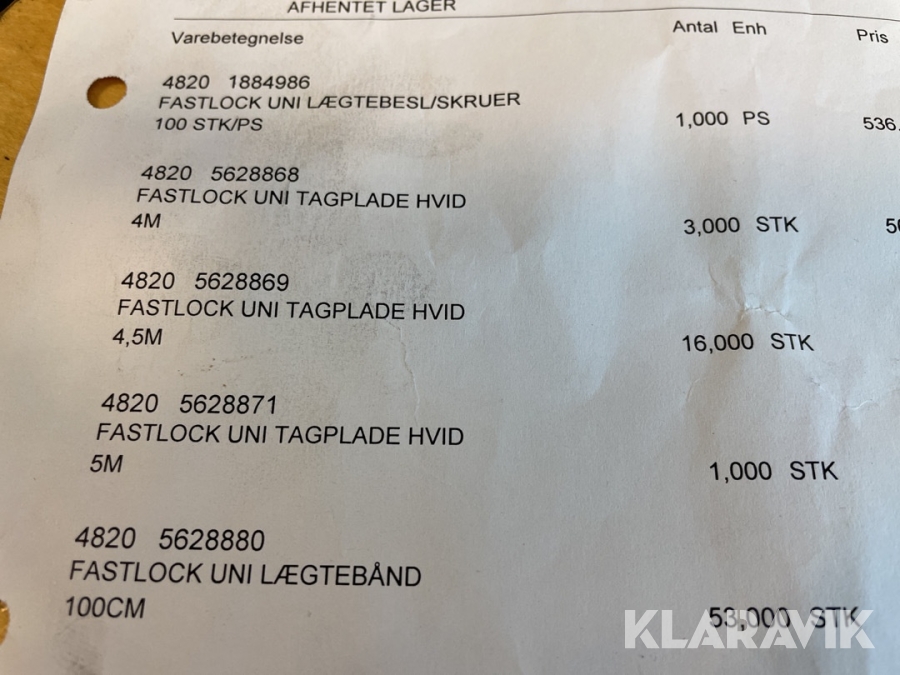 AFHENTET LAGER
Varebetegnelse Antal Enh Pris
4820 1884986
FASTLOCK UNI LÆGTEBESL/SKRUER
100 STK/PS 1,000 PS 536,
4820 5628868
FASTLOCK UNI TAGPLADE HVID
4M 3,000 STK
4820 5628869
FASTLOCK UNI TAGPLADE HVID
4,5M 16,000 STK
4820 5628871
FASTLOCK UNI TAGPLADE HVID
5M 1,000 STK
4820 5628880
FASTLOCK UNI LÆGTEBÅND
100CM 53,000 STK
KLARAVIK